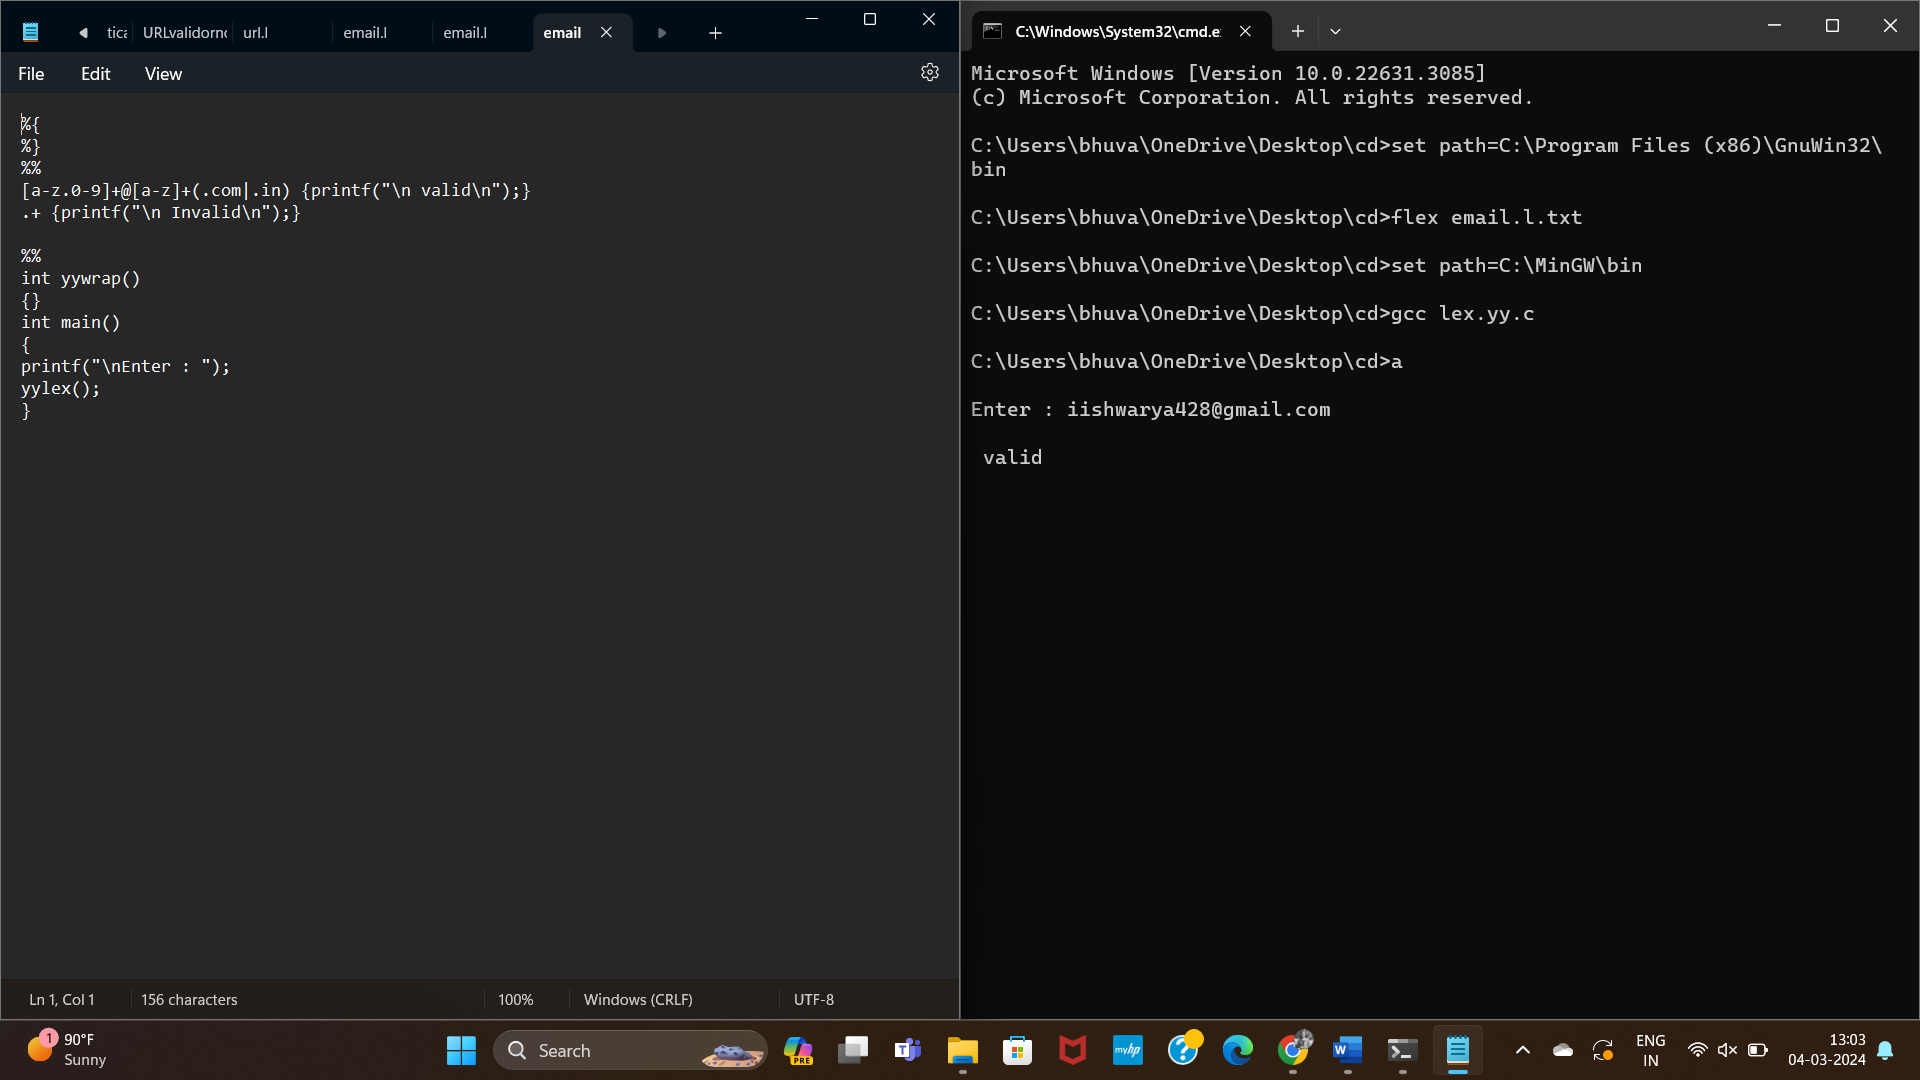 tica URLvalidorno url.l email.l email.l email
File Edit View
%{
%}
%%
[a-z.0-9]+@[a-z]+(.com|.in) {printf("\n valid\n");}
.+ {printf("\n Invalid\n");}
%%
int yywrap()
{}
int main()
{
printf("\nEnter : ");
yylex();
}
Ln 1, Col 1 156 characters 100% Windows (CRLF) UTF-8
C:\Windows\System32\cmd.e
Microsoft Windows [Version 10.0.22631.3085]
(c) Microsoft Corporation. All rights reserved.
C:\Users\bhuva\OneDrive\Desktop\cd>set path=C:\Program Files (x86)\GnuWin32\
bin
C:\Users\bhuva\OneDrive\Desktop\cd>flex email.l.txt
C:\Users\bhuva\OneDrive\Desktop\cd>set path=C:\MinGW\bin
C:\Users\bhuva\OneDrive\Desktop\cd>gcc lex.yy.c
C:\Users\bhuva\OneDrive\Desktop\cd>a
Enter : iishwarya428@gmail.com
valid
1 90°F
Sunny
Search
PRE
T
myhp
?
W
ENG
IN
13:03
04-03-2024